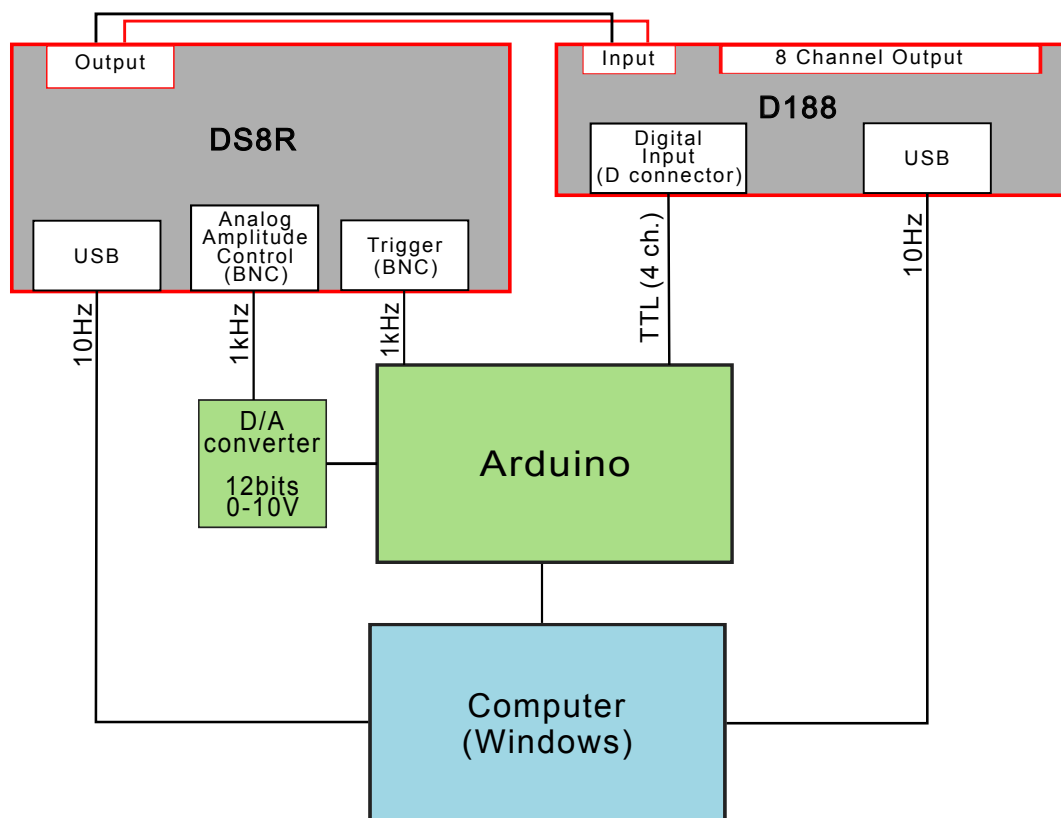 Output
DS8R
USB
Analog
Amplitude
Control
(BNC)
Trigger
(BNC)
Input
8 Channel Output
D188
Digital
Input
(D connector)
USB
10Hz
1kHz
1kHz
TTL (4 ch.)
10Hz
D/A
converter
12bits
0-10V
Arduino
Computer
(Windows)